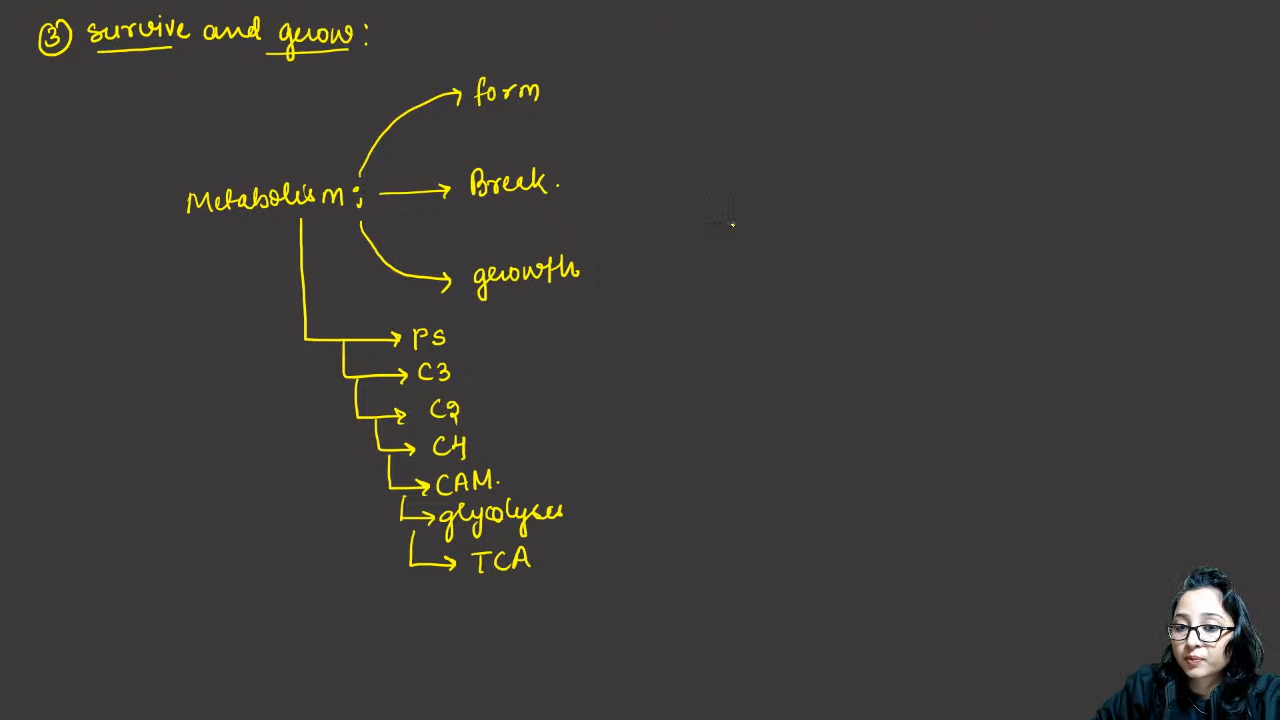 ③ survive and grow:
form
Metabolism:
Break.
growth
PS
C3
C2
C4
CAM.
glycolysis
TCA